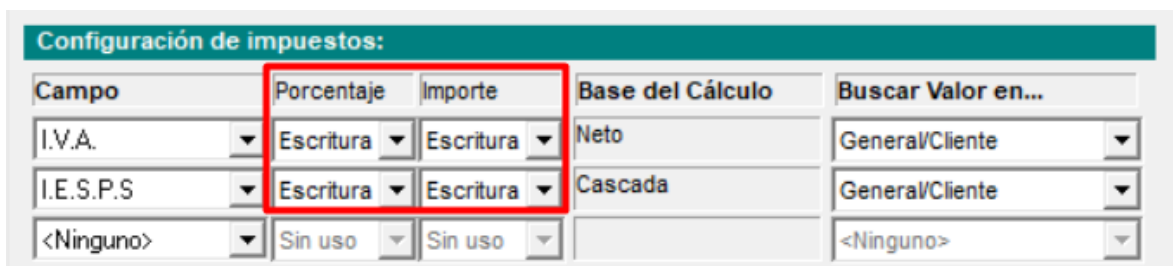 Configuración de impuestos:
Campo Porcentaje Importe Base del Cálculo Buscar Valor en...
I.V.A. Escritura Escritura Neto General/Cliente
I.E.S.P.S Escritura Escritura Cascada General/Cliente
<Ninguno> Sin uso Sin uso <Ninguno>